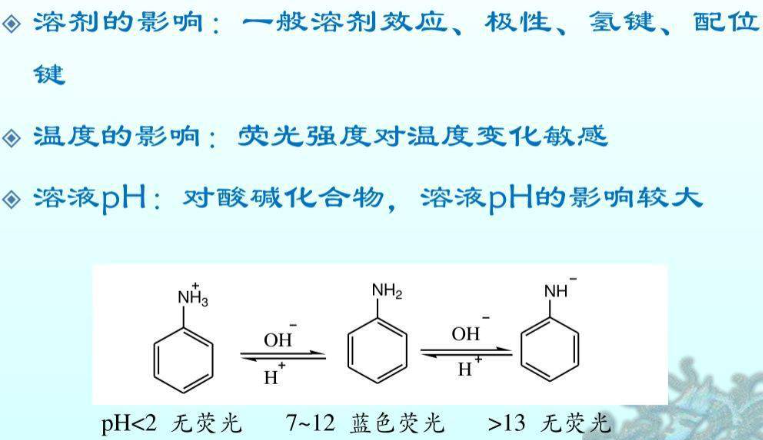 溶剂的影响：一般溶剂效应、极性、氢键、配位
键
温度的影响：荧光强度对温度变化敏感
溶液pH：对酸碱化合物，溶液pH的影响较大
NH₃⁺ NH₂ NH⁻
OH⁻ OH⁻
H⁺ H⁺
pH<2 无荧光 7~12 蓝色荧光 >13 无荧光